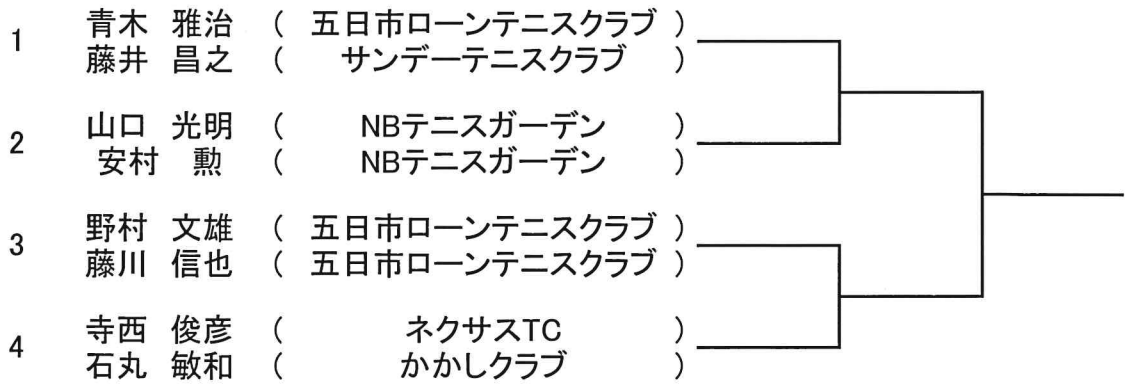 1
青木 雅治 ( 五日市ローンテニスクラブ )
藤井 昌之 ( サンデーテニスクラブ )
2
山口 光明 ( NBテニスガーデン )
安村 勲 ( NBテニスガーデン )
3
野村 文雄 ( 五日市ローンテニスクラブ )
藤川 信也 ( 五日市ローンテニスクラブ )
4
寺西 俊彦 ( ネクサスTC )
石丸 敏和 ( かかしクラブ )